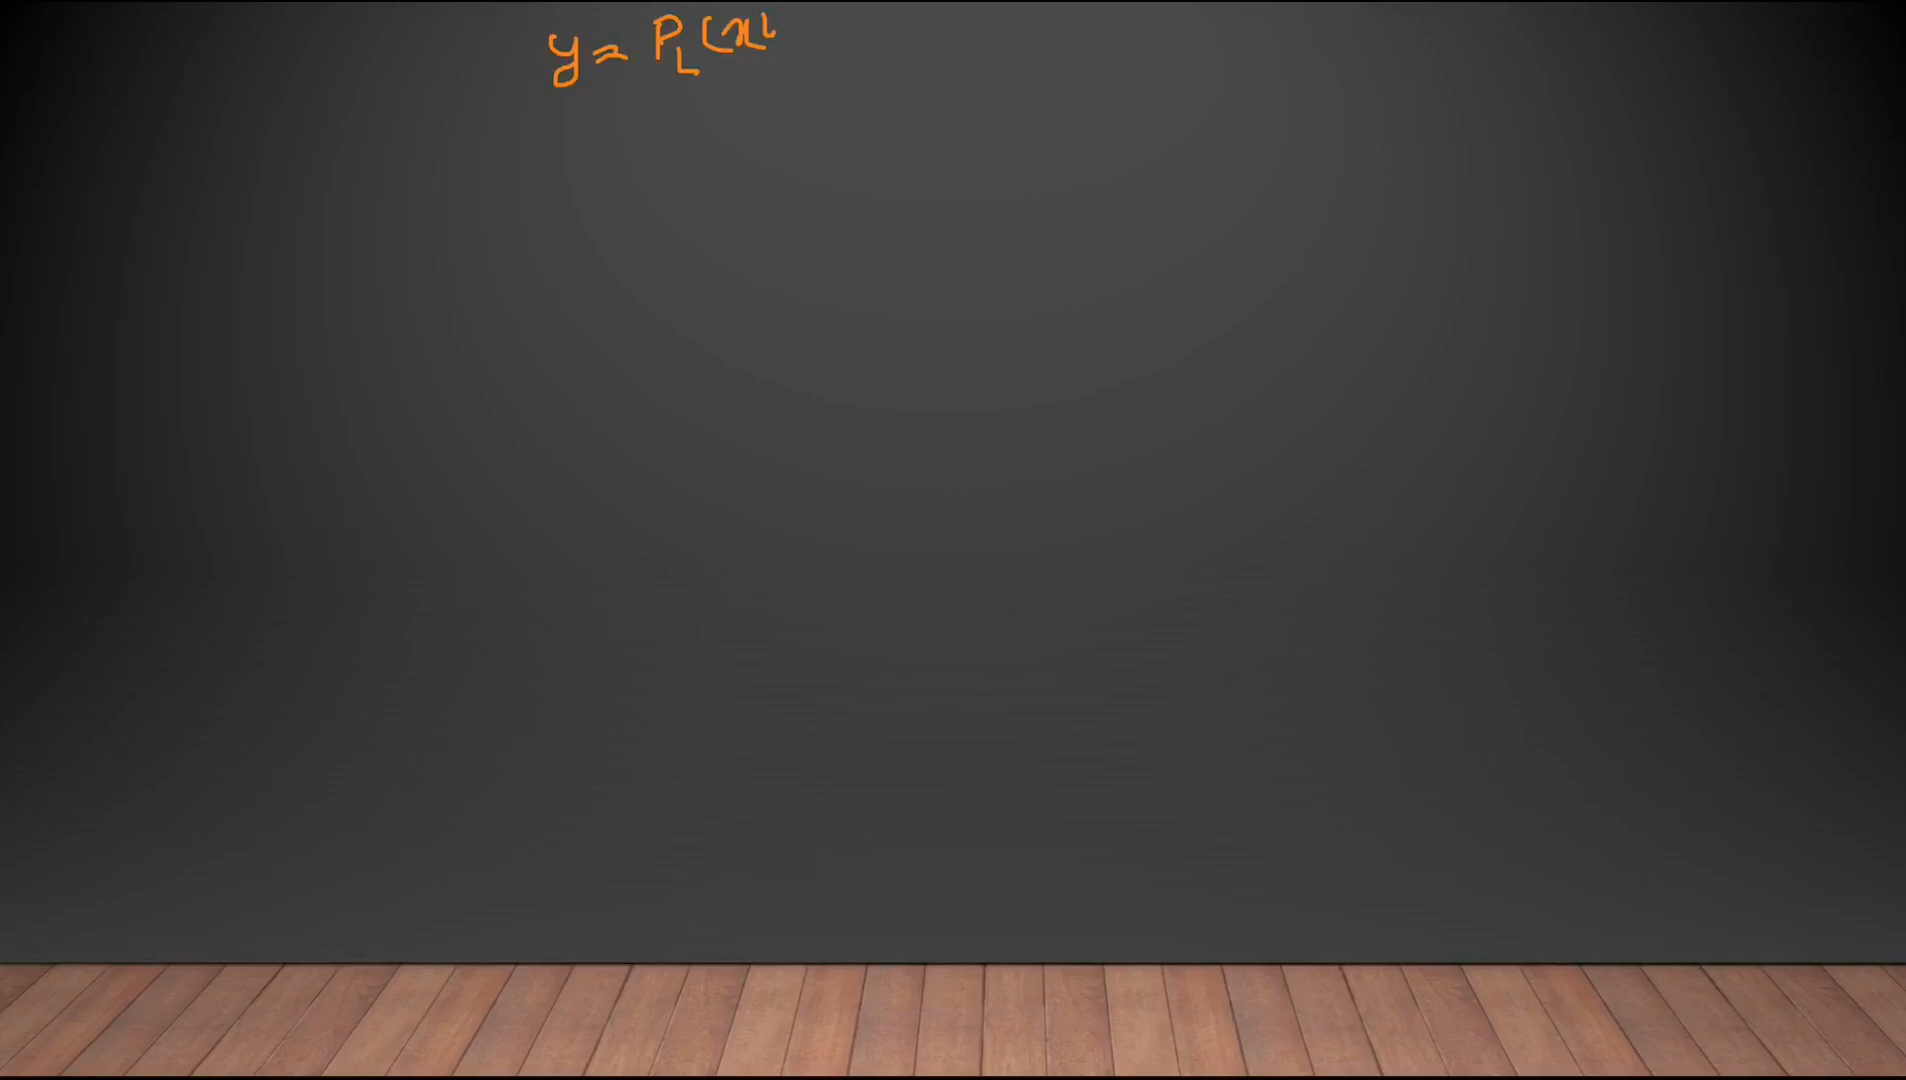 y = P_L(x)